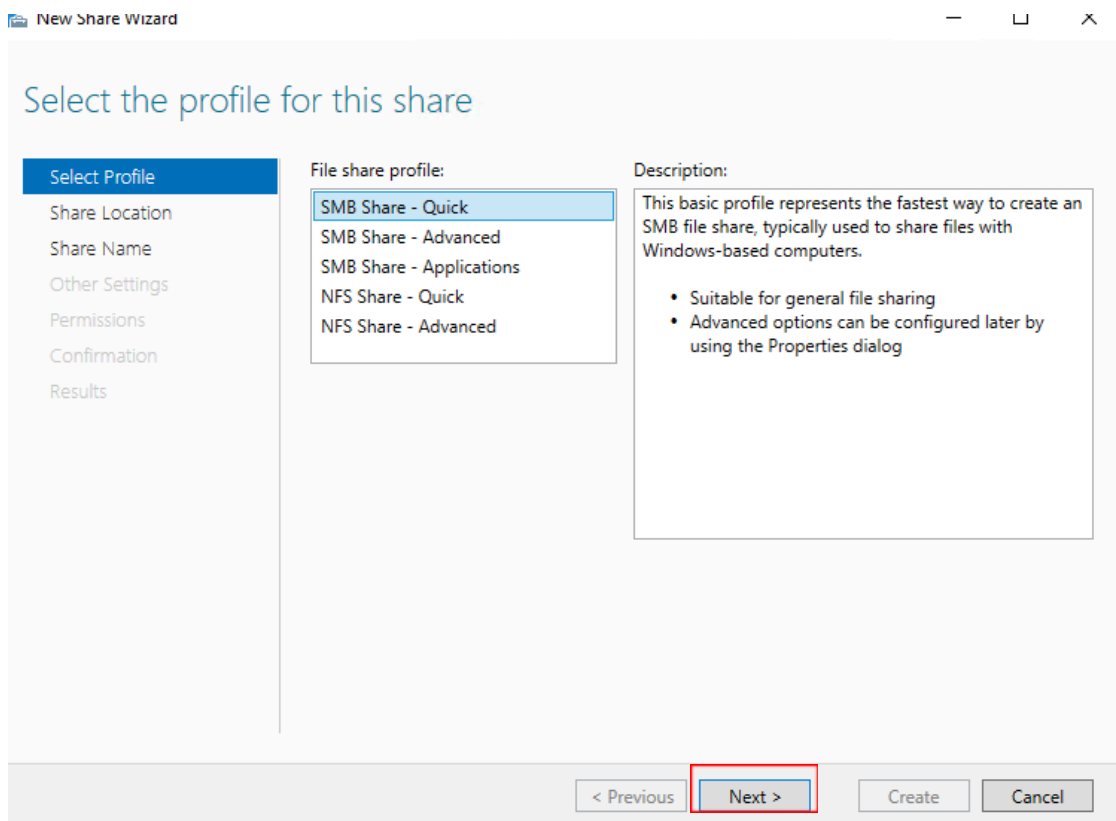 New Share Wizard
Select the profile for this share
Select Profile
Share Location
Share Name
Other Settings
Permissions
Confirmation
Results
File share profile:
SMB Share - Quick
SMB Share - Advanced
SMB Share - Applications
NFS Share - Quick
NFS Share - Advanced
Description:
This basic profile represents the fastest way to create an
SMB file share, typically used to share files with
Windows-based computers.
• Suitable for general file sharing
• Advanced options can be configured later by
using the Properties dialog
< Previous
Next >
Create
Cancel